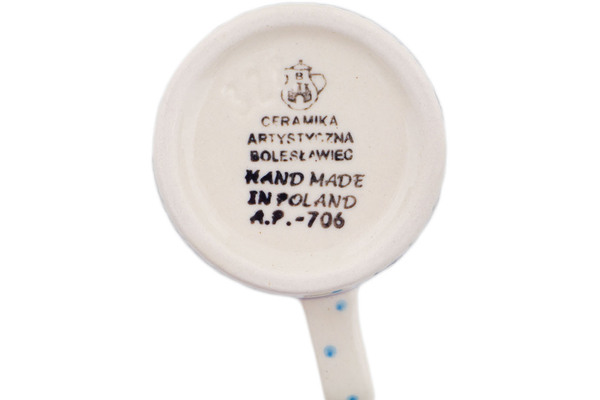 CERAMIKA
ARTYSTYCZNA
BOLESŁAWIEC
HAND MADE
IN POLAND
A.P.-706